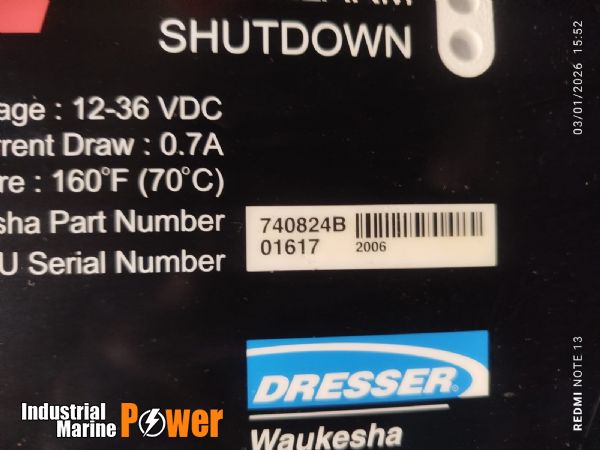 SHUTDOWN
age : 12-36 VDC
rrent Draw : 0.7A
re : 160°F (70°C)
sha Part Number
U Serial Number
740824B
01617
2006
DRESSER
Waukesha
Industrial
Marine Power
03/01/2026 15:52
REDMI NOTE 13